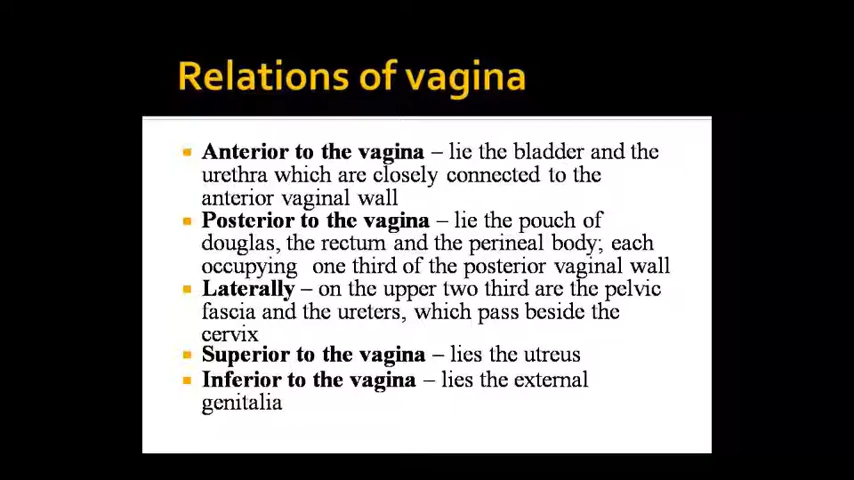 Relations of vagina
Anterior to the vagina – lie the bladder and the
urethra which are closely connected to the
anterior vaginal wall
Posterior to the vagina – lie the pouch of
douglas, the rectum and the perineal body; each
occupying one third of the posterior vaginal wall
Laterally – on the upper two third are the pelvic
fascia and the ureters, which pass beside the
cervix
Superior to the vagina – lies the utreus
Inferior to the vagina – lies the external
genitalia